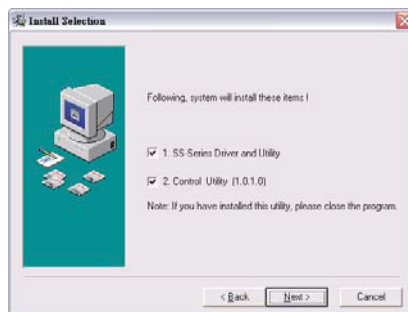 Install Selection
Following, system will install these items !
1. SS-Series Driver and Utility
2. Control Utility (1.0.1.0)
Note: If you have installed this utility, please close the program.
< Back
Next >
Cancel